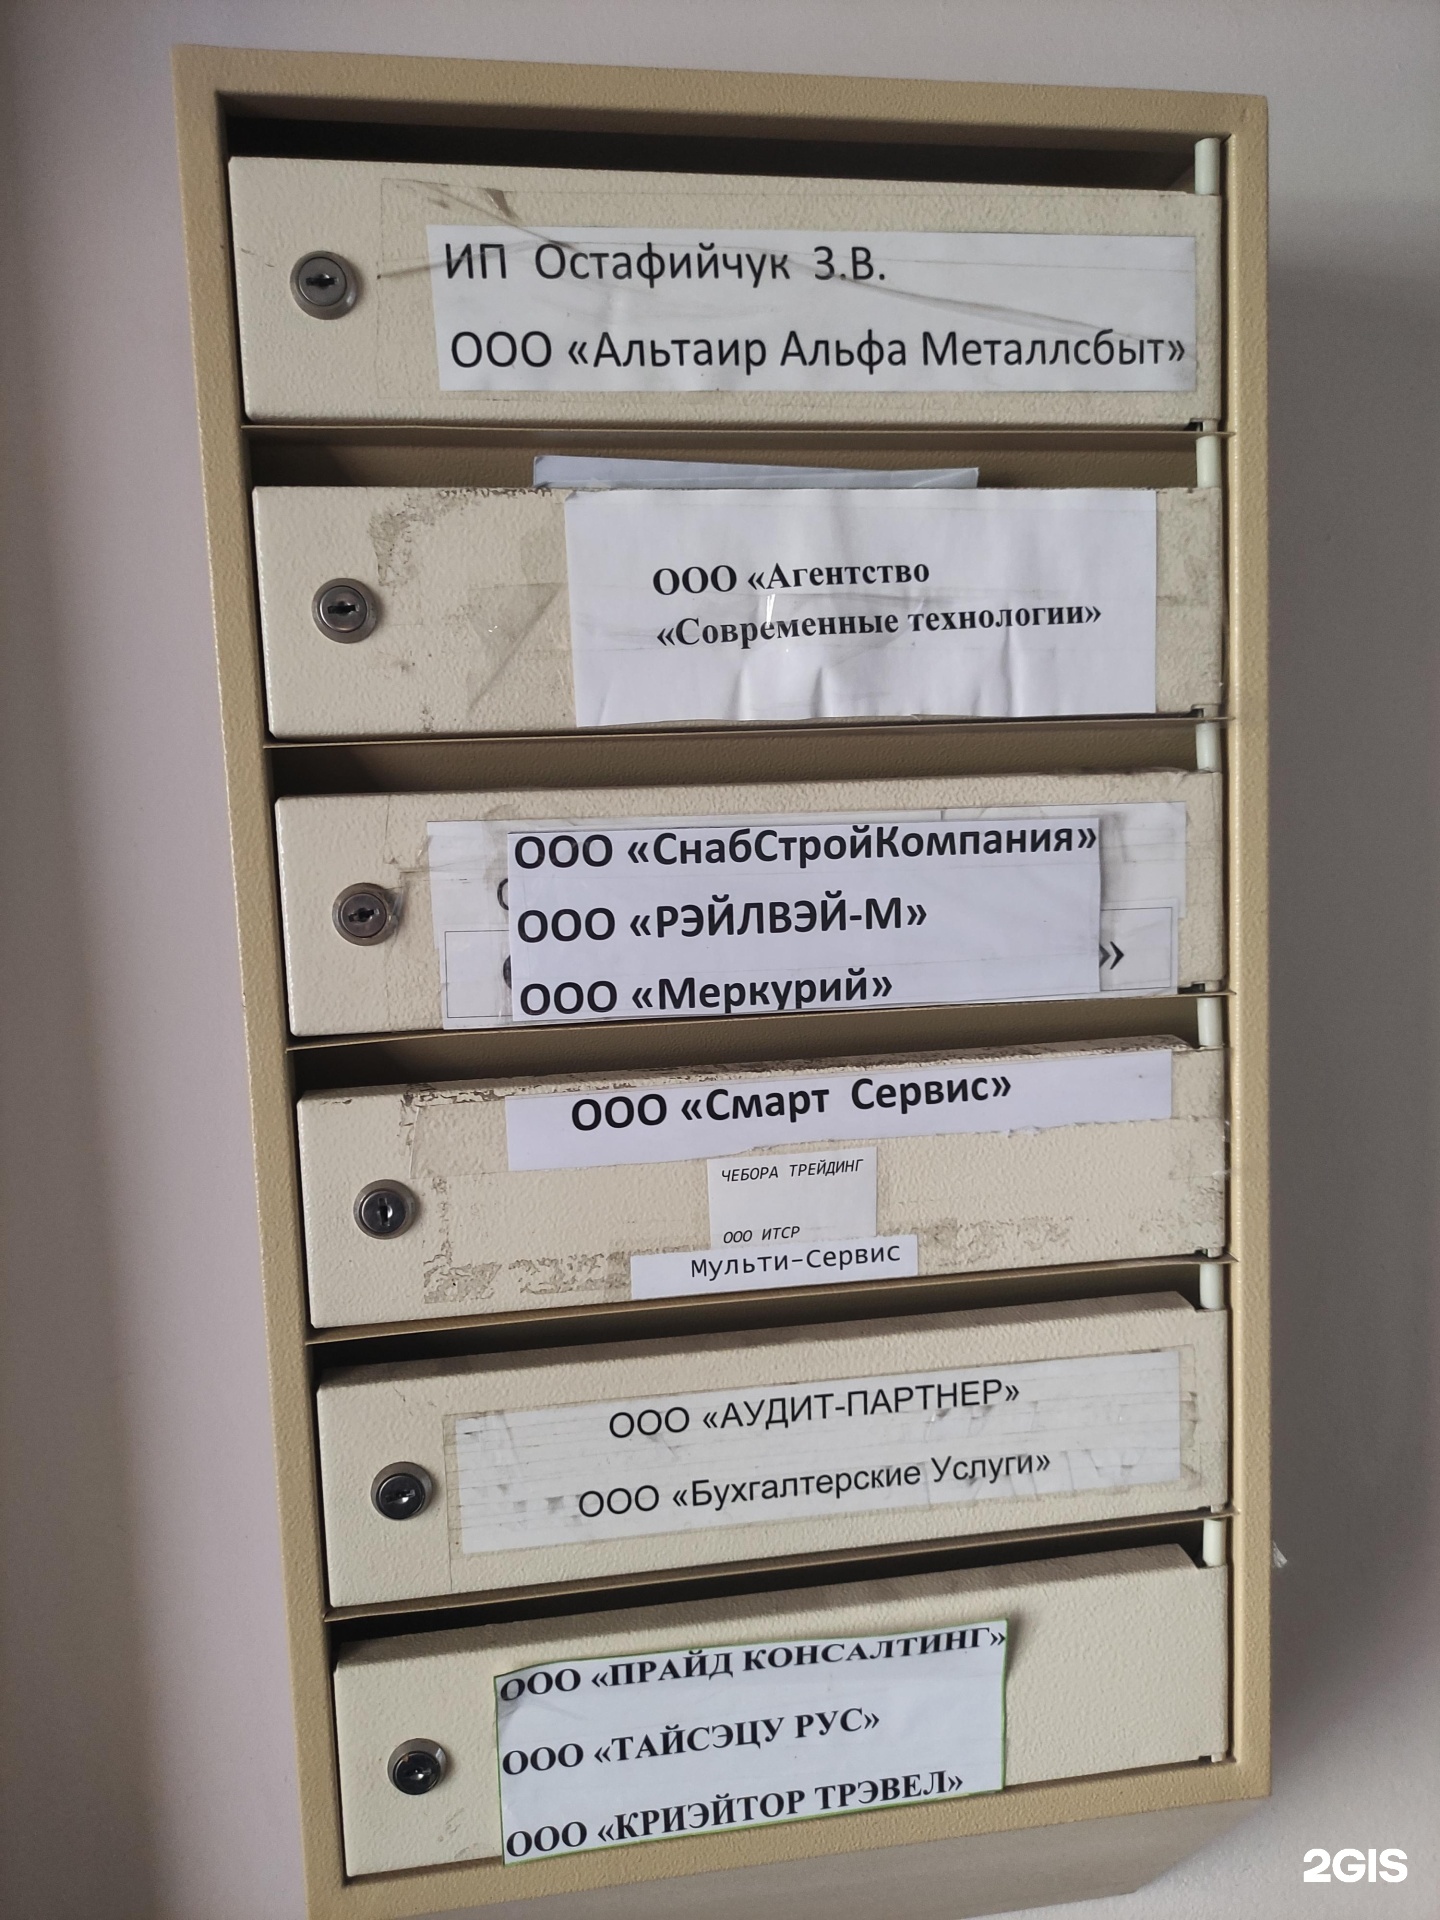 ИП Остафийчук З.В.
ООО «Альтаир Альфа Металлсбыт»
ООО «Агентство
«Современные технологии»
ООО «СнабСтройКомпания»
ООО «РЭЙЛВЭЙ-М»
»
ООО «Меркурий»
ООО «Смарт Сервис»
ЧЕБОРА ТРЕЙДИНГ
ООО ИТСР
Мульти-Сервис
ООО «АУДИТ-ПАРТНЕР»
ООО «Бухгалтерские Услуги»
ООО «ПРАЙД КОНСАЛТИНГ»
ООО «ТАЙСЭЦУ РУС»
ООО «КРИЭЙТОР ТРЭВЕЛ»
2GIS